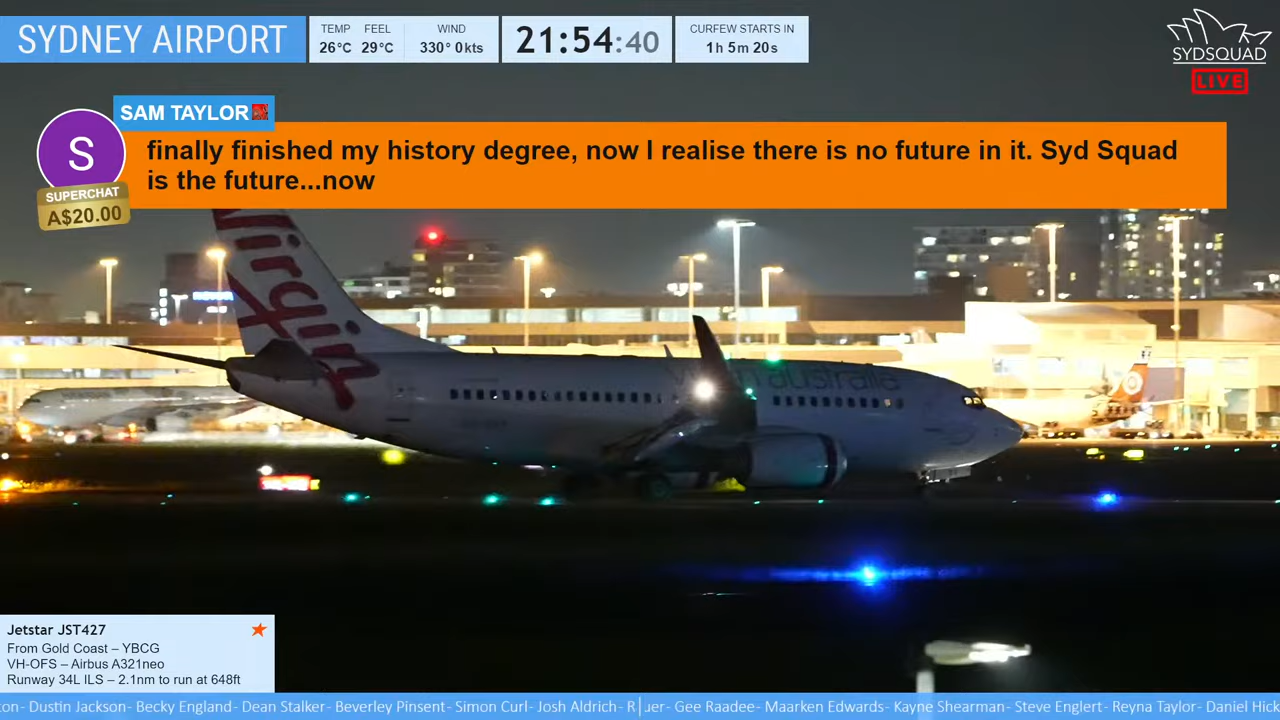 SYDNEY AIRPORT
TEMP FEEL WIND
26°C 29°C 330° 0kts
21:54:40
CURFEW STARTS IN
1h 5m 20s
SYDSQUAD
LIVE
SAM TAYLOR
S
SUPERCHAT
A$20.00
finally finished my history degree, now I realise there is no future in it. Syd Squad
is the future...now
Virgin
australia
Jetstar JST427
From Gold Coast – YBCG
VH-OFS – Airbus A321neo
Runway 34L ILS – 2.1nm to run at 648ft
ton- Dustin Jackson- Becky England- Dean Stalker- Beverley Pinsent- Simon Curl- Josh Aldrich- R uer- Gee Raadee- Maarken Edwards- Kayne Shearman- Steve Englert- Reyna Taylor- Daniel Hick